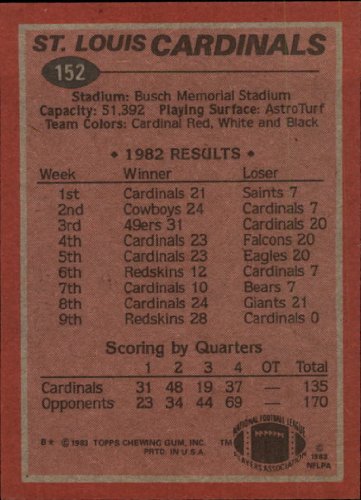 ST. LOUIS CARDINALS
152
Stadium: Busch Memorial Stadium
Capacity: 51,392 Playing Surface: AstroTurf
Team Colors: Cardinal Red, White and Black
• 1982 RESULTS •
Week Winner Loser
1st Cardinals 21 Saints 7
2nd Cowboys 24 Cardinals 7
3rd 49ers 31 Cardinals 20
4th Cardinals 23 Falcons 20
5th Cardinals 23 Eagles 20
6th Redskins 12 Cardinals 7
7th Cardinals 10 Bears 7
8th Cardinals 24 Giants 21
9th Redskins 28 Cardinals 0
Scoring by Quarters
1 2 3 4 OT Total
Cardinals 31 48 19 37 — 135
Opponents 23 34 44 69 — 170
B* © 1983 TOPPS CHEWING GUM, INC. TM
PRTD. IN U.S.A.
NATIONAL FOOTBALL LEAGUE
PLAYERS ASSOCIATION
© 1983
NFLPA